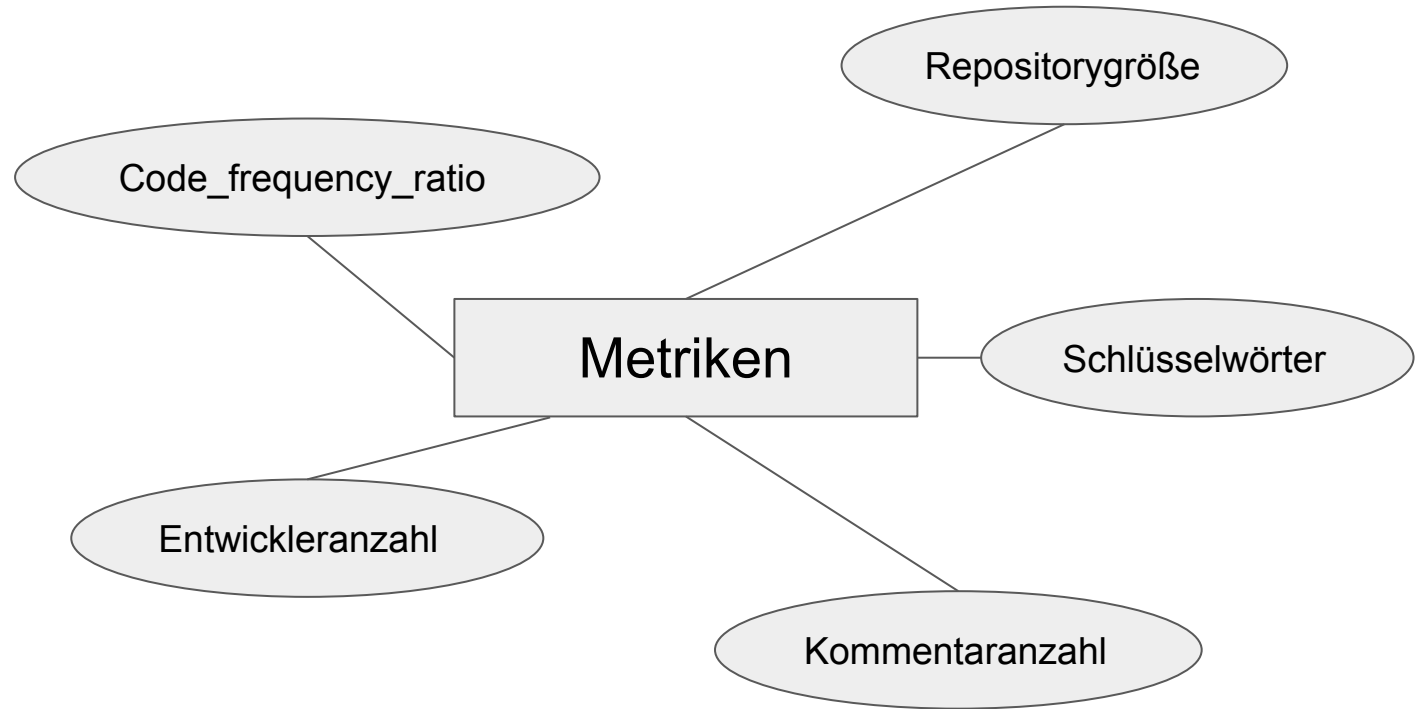 Repositorygröße
Code_frequency_ratio
Metriken
Schlüsselwörter
Entwickleranzahl
Kommentaranzahl